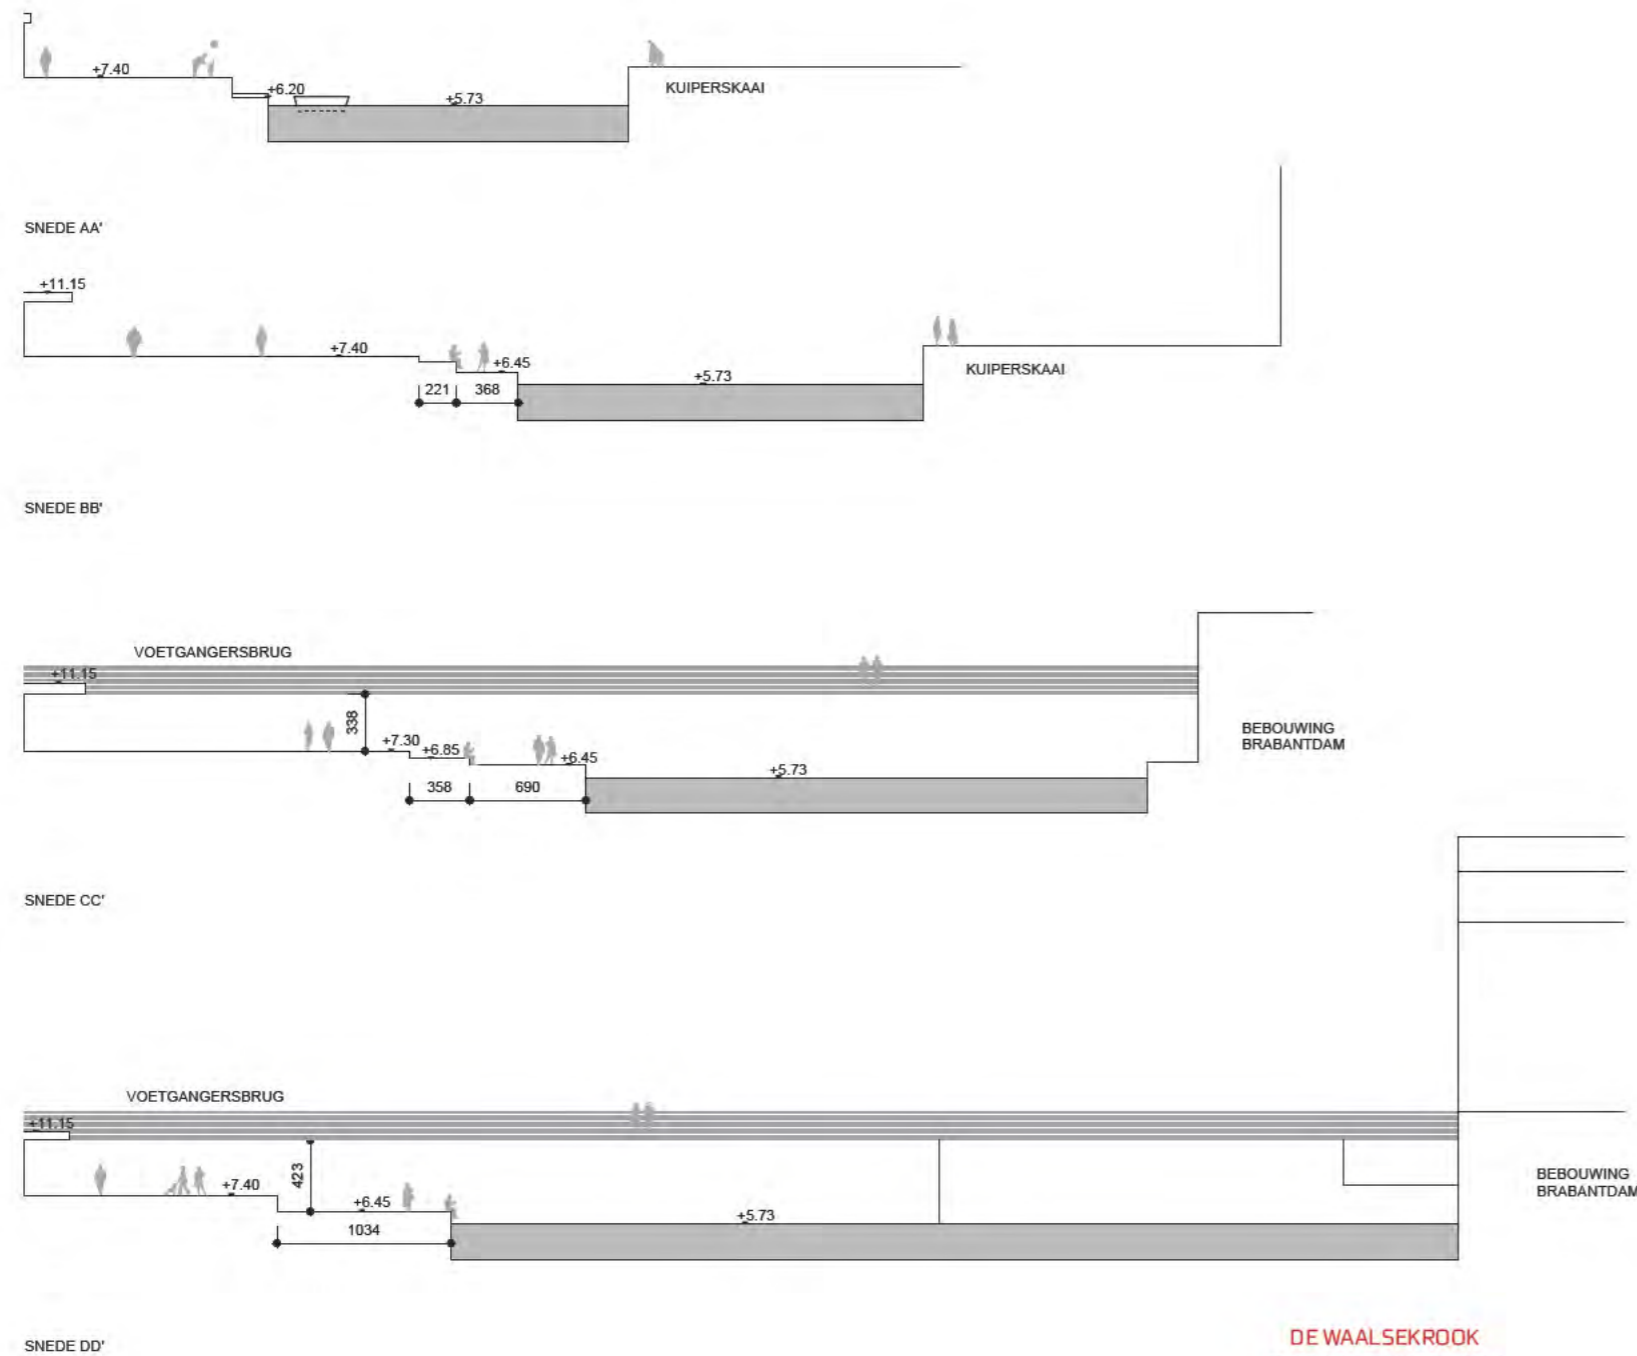 +7.40
+6.20
+5.73
KUIPERSKAAI
SNEDE AA'
+11.15
+7.40
+6.45
+5.73
KUIPERSKAAI
221
368
SNEDE BB'
VOETGANGERSBRUG
+11.15
338
+7.30
+6.85
+6.45
+5.73
BEBOUWING
BRABANTDAM
358
690
SNEDE CC'
VOETGANGERSBRUG
+11.15
423
+7.40
+6.45
+5.73
BEBOUWING
BRABANTDAM
1034
SNEDE DD'
DE WAALSEKROOK